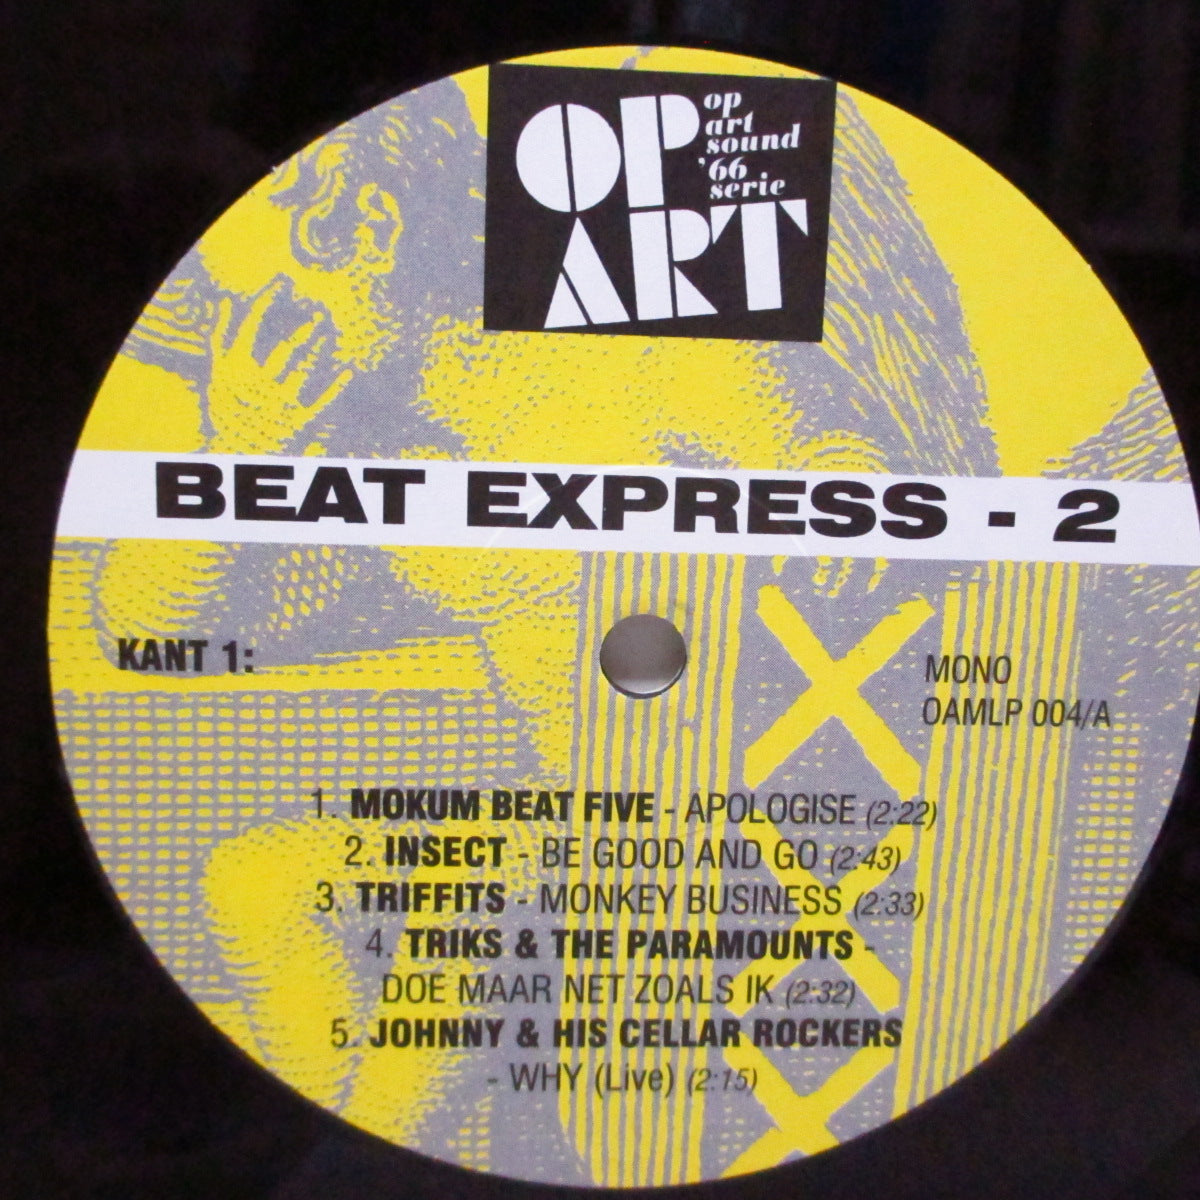 OP
ART
op
art
sound
'66
serie
BEAT EXPRESS - 2
KANT 1:
MONO
OAMLP 004/A
1. MOKUM BEAT FIVE - APOLOGISE (2:22)
2. INSECT - BE GOOD AND GO (2:43)
3. TRIFFITS - MONKEY BUSINESS (2:33)
4. TRIKS & THE PARAMOUNTS -
DOE MAAR NET ZOALS IK (2:32)
5. JOHNNY & HIS CELLAR ROCKERS
- WHY (Live) (2:15)